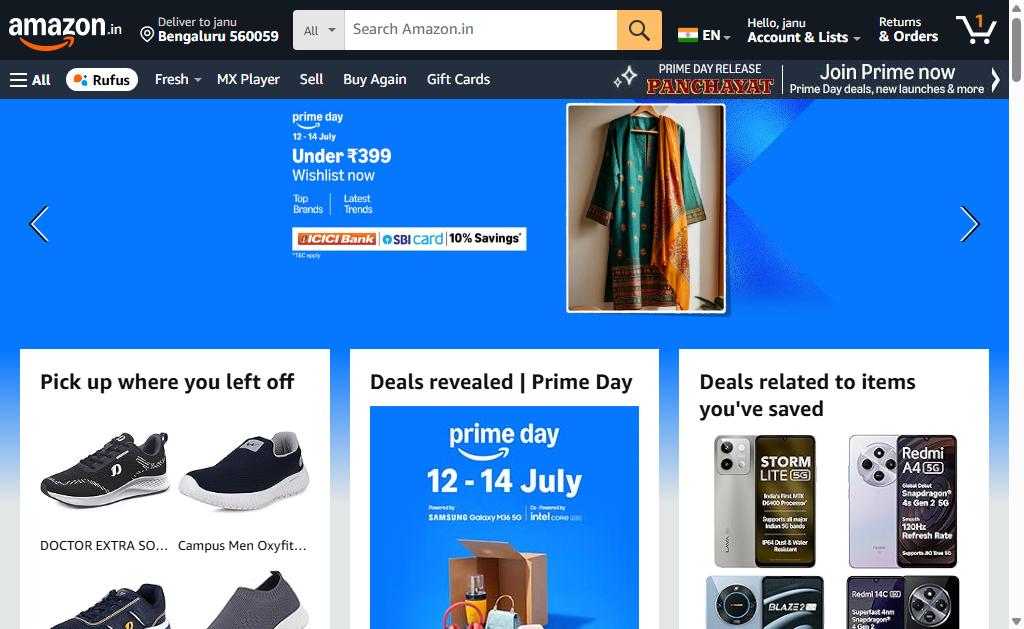 amazon.in
Deliver to janu
Bengaluru 560059
All
Search Amazon.in
EN
Hello, janu
Account & Lists
Returns
& Orders
1
All
Rufus
Fresh
MX Player
Sell
Buy Again
Gift Cards
PRIME DAY RELEASE
PANCHAYAT
Join Prime now
Prime Day deals, new launches & more
prime day
12 - 14 July
Under ₹399
Wishlist now
Top
Brands
Latest
Trends
ICICI Bank
SBI card
10% Savings*
*T&C apply
Pick up where you left off
DOCTOR EXTRA SO...
Campus Men Oxyfit...
Deals revealed | Prime Day
prime day
12 - 14 July
Powered by
SAMSUNG Galaxy M36 5G
Co - Powered by
intel CORE
Deals related to items
you've saved
STORM
LITE 5G
India's First MTK
D6400 Processor*
Supports all major
Indian 5G bands
IP64 Dust & Water
Resistant
LAVA
Redmi
A4 5G
Global Debut
Snapdragon®
4s Gen 2 5G
Smooth
120Hz
Refresh Rate
Supports JIO True 5G
BLAZE2 5G
Redmi 14C 5G
Superfast 4nm
Snapdragon®
4 Gen 2